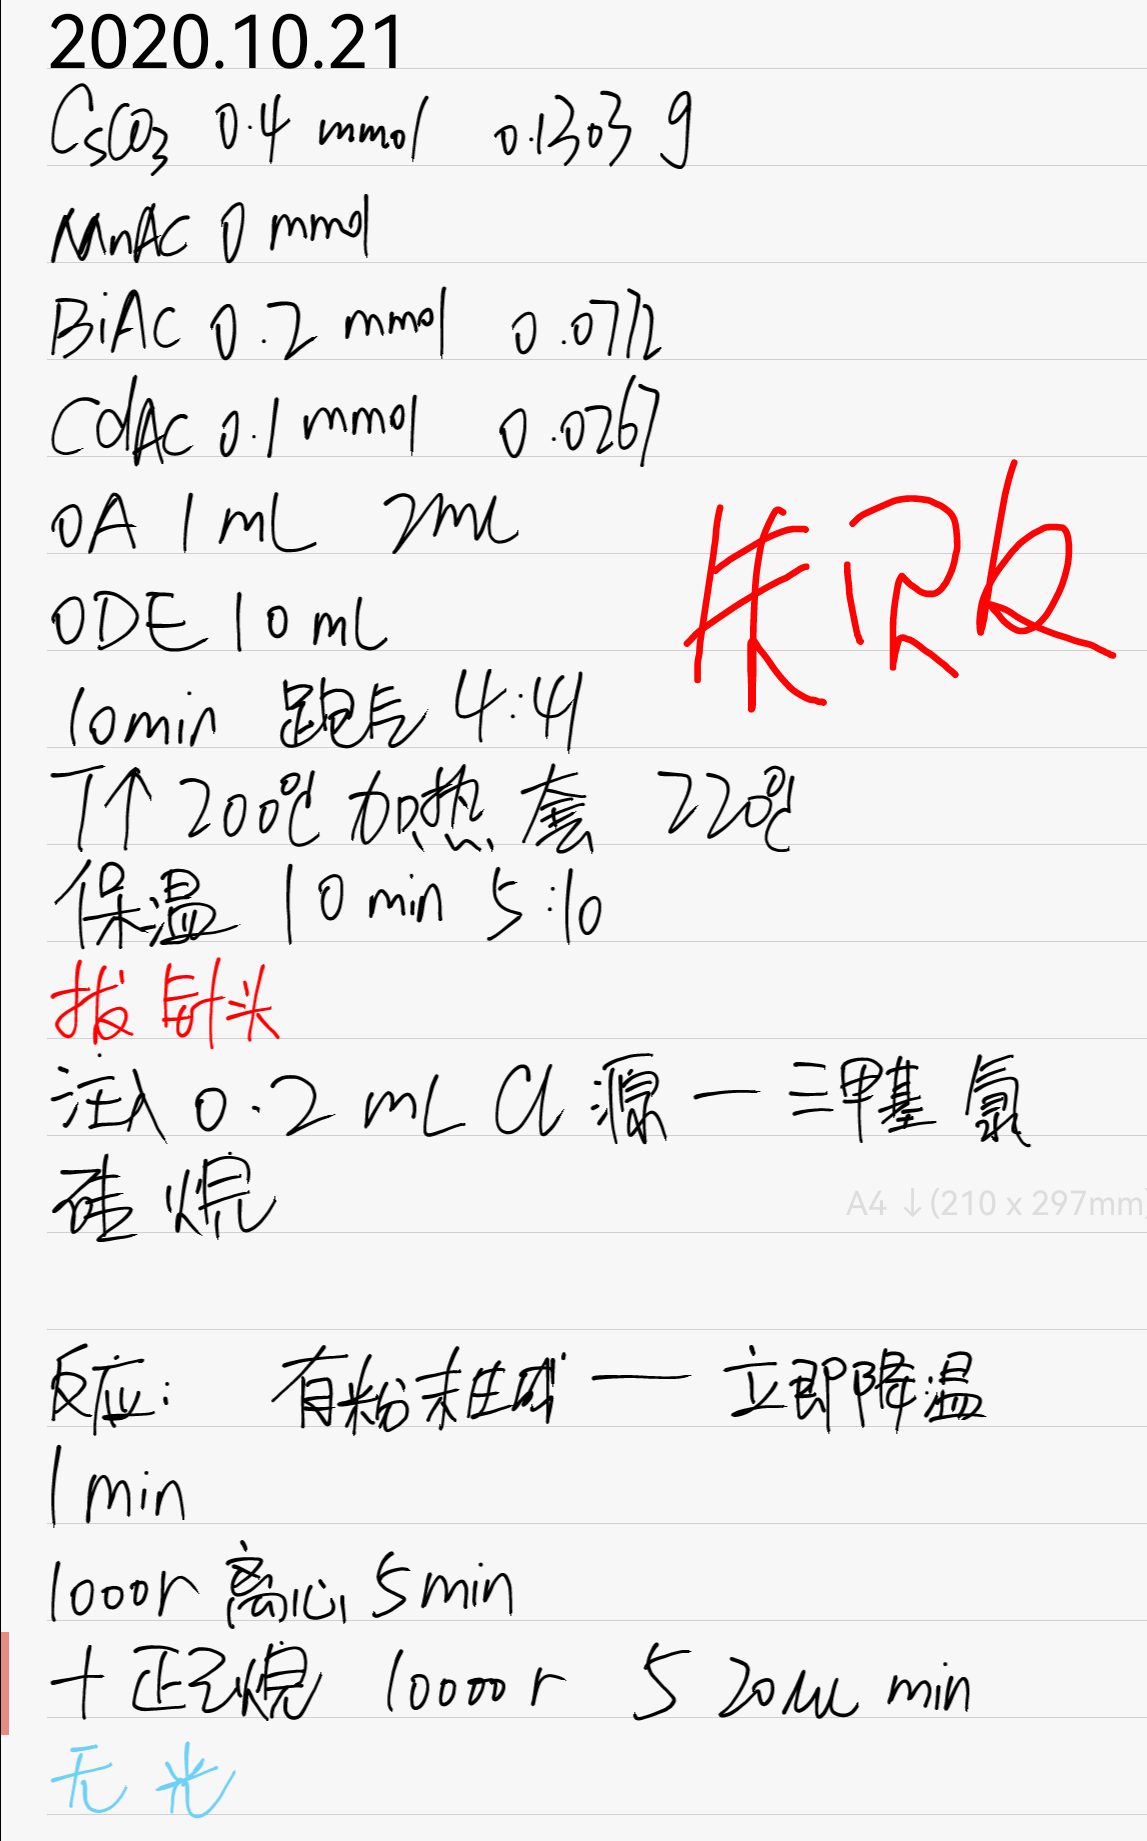 2020.10.21
CsCO3 0.4 mmol 0.1303 g
MnAC 0 mmol
BiAC 0.2 mmol 0.0772
CdAC 0.1 mmol 0.0267
OA 1 mL 2mL
失败
ODE 10 mL
10min 跑气 4:41
T↑ 200℃ 加热套 220℃
保温 10 min 5:10
拔针头
注入 0.2 mL Cl 源 — 三甲基氯
硅烷
A4 ↓(210 x 297mm)
反应: 有粉末生成 — 立即降温
1 min
1000r 离心 5min
+ 正己烷 10000 r 5 min
无光